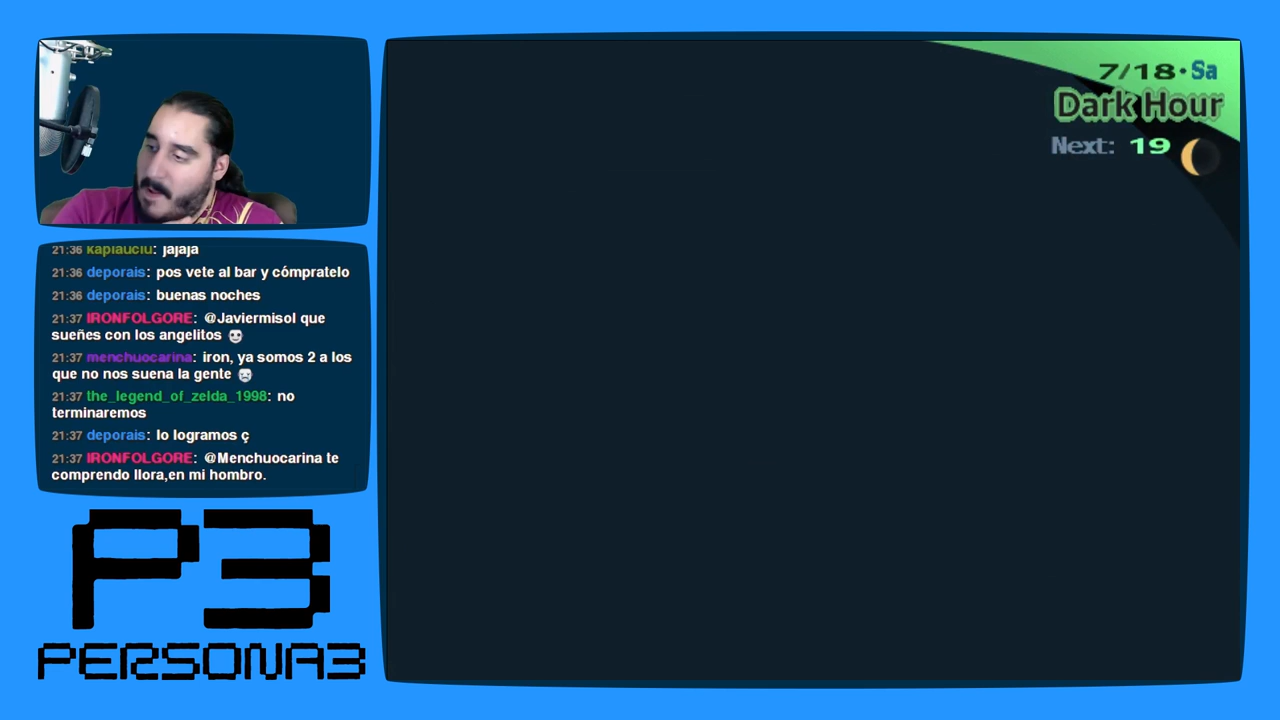 7/18•Sa
Dark Hour
Next: 19
21:36 kapiauciu: jajaja
21:36 deporais: pos vete al bar y cómpratelo
21:36 deporais: buenas noches
21:37 IRONFOLGORE: @Javiermisol que
sueñes con los angelitos
21:37 menchuocarina: iron, ya somos 2 a los
que no nos suena la gente
21:37 the_legend_of_zelda_1998: no
terminaremos
21:37 deporais: lo logramos ç
21:37 IRONFOLGORE: @Menchuocarina te
comprendo llora,en mi hombro.
P3
PERSONA3